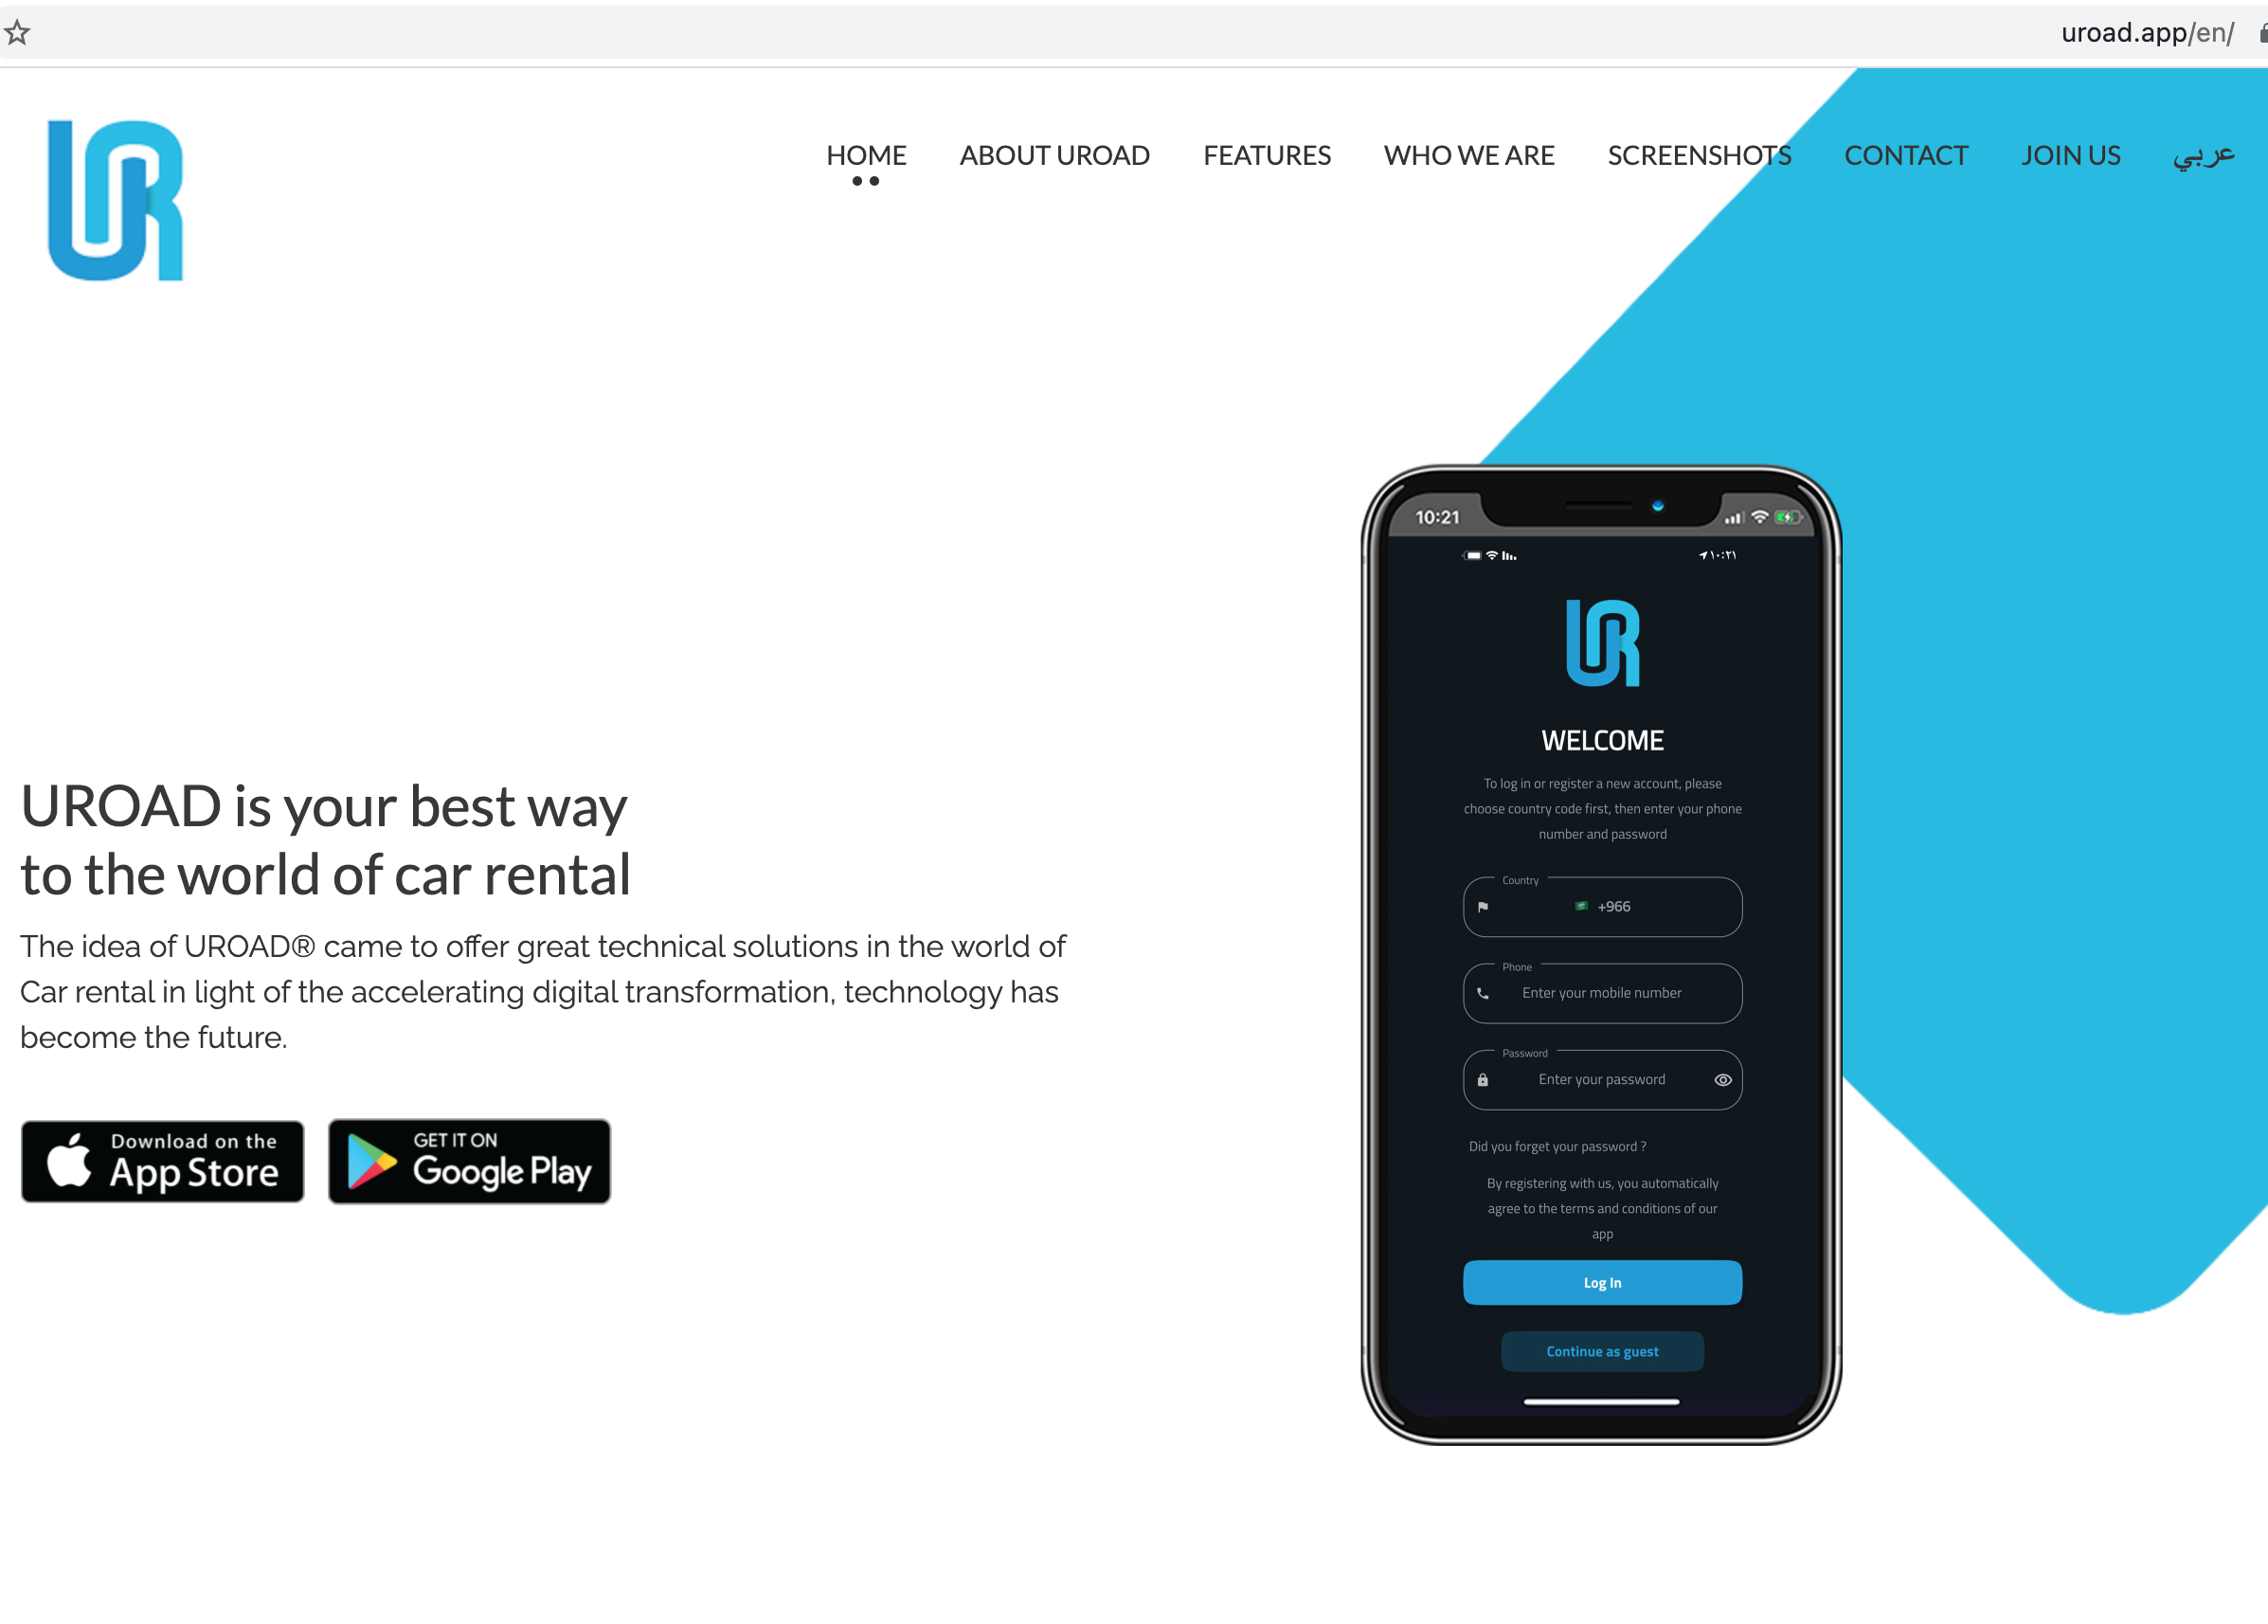 uroad.app/en/
UR
HOME ABOUT UROAD FEATURES WHO WE ARE SCREENSHOTS CONTACT JOIN US عربي
UROAD is your best way
to the world of car rental
The idea of UROAD® came to offer great technical solutions in the world of
Car rental in light of the accelerating digital transformation, technology has
become the future.
Download on the
App Store
GET IT ON
Google Play
10:21
١٠:٢١
UR
WELCOME
To log in or register a new account, please
choose country code first, then enter your phone
number and password
Country
+966
Phone
Enter your mobile number
Password
Enter your password
Did you forget your password ?
By registering with us, you automatically
agree to the terms and conditions of our
app
Log In
Continue as guest